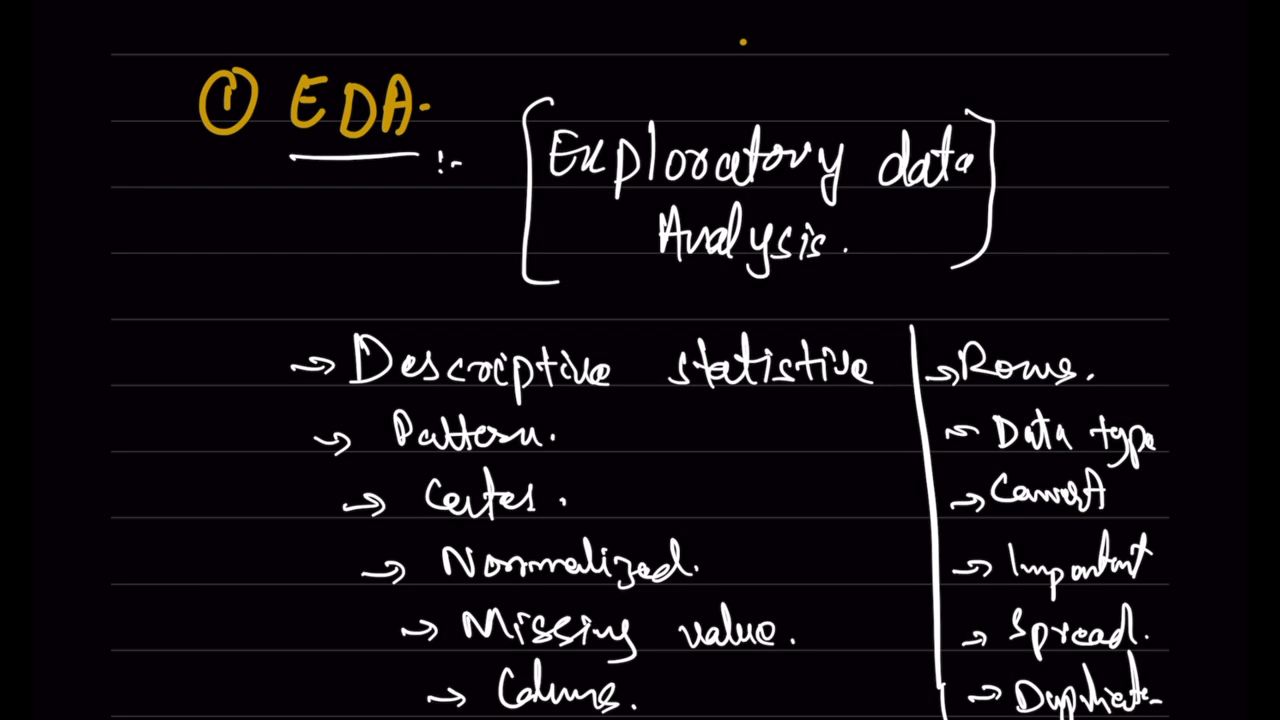 ① EDA. :- [Exploratory data
Analysis.]
→ Descriptive statistive
→ Pattern.
→ Center.
→ Normalized.
→ Missing value.
→ Column.
→ Rows.
→ Data type
→ Convert
→ Important
→ Spread.
→ Duplicate-